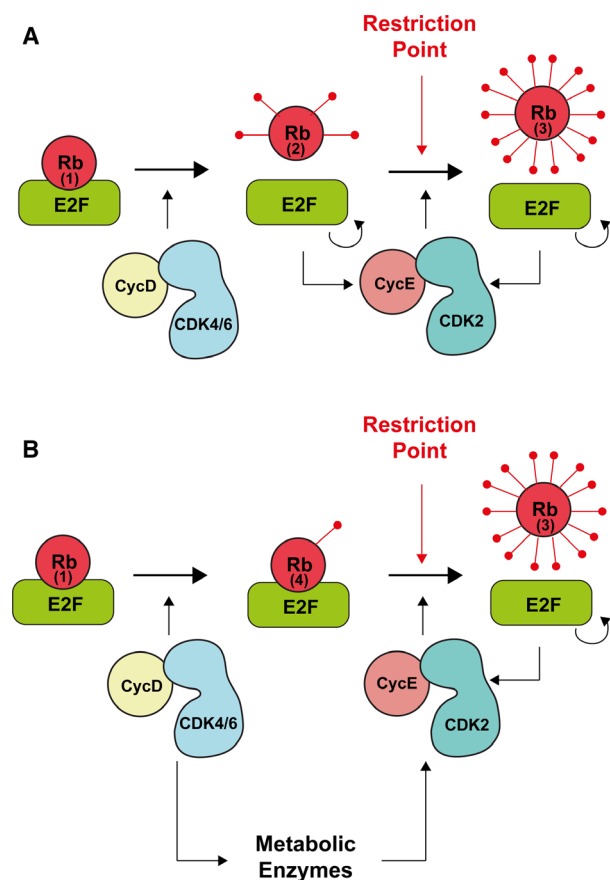 A
Restriction
Point
Rb
(1)
E2F
Rb
(2)
E2F
Rb
(3)
E2F
CycD
CDK4/6
CycE
CDK2
B
Restriction
Point
Rb
(1)
E2F
Rb
(4)
E2F
Rb
(3)
E2F
CycD
CDK4/6
CycE
CDK2
Metabolic
Enzymes